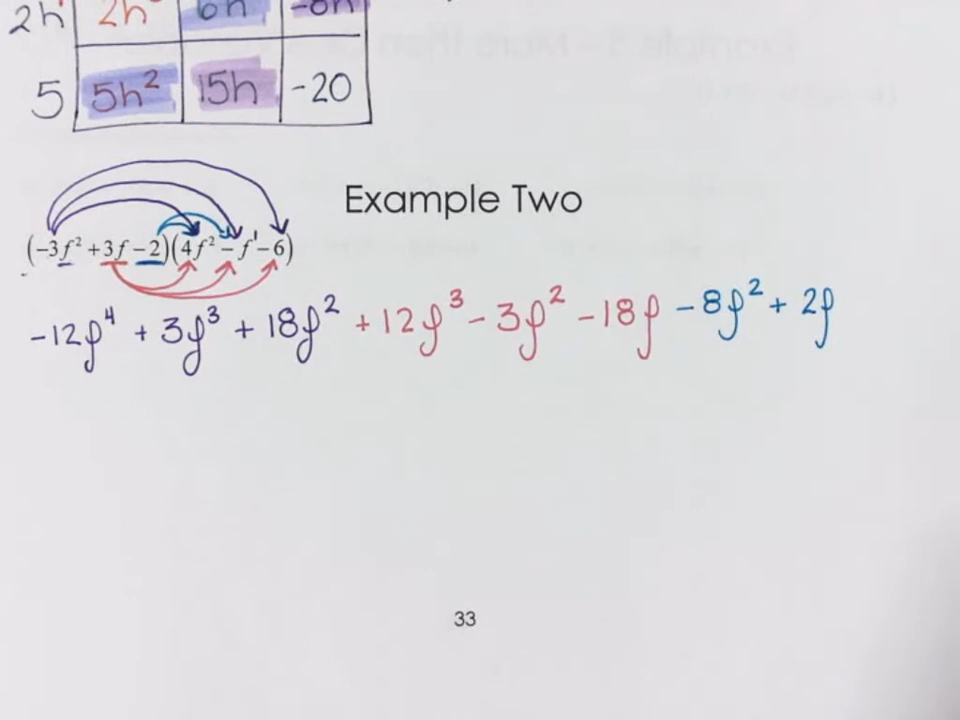 2h 2h 6h -8h
5 5h² 15h -20
Example Two
(-3f² + 3f - 2)(4f² - f¹ - 6)
-12f⁴ + 3f³ + 18f² + 12f³ - 3f² - 18f - 8f² + 2f
33